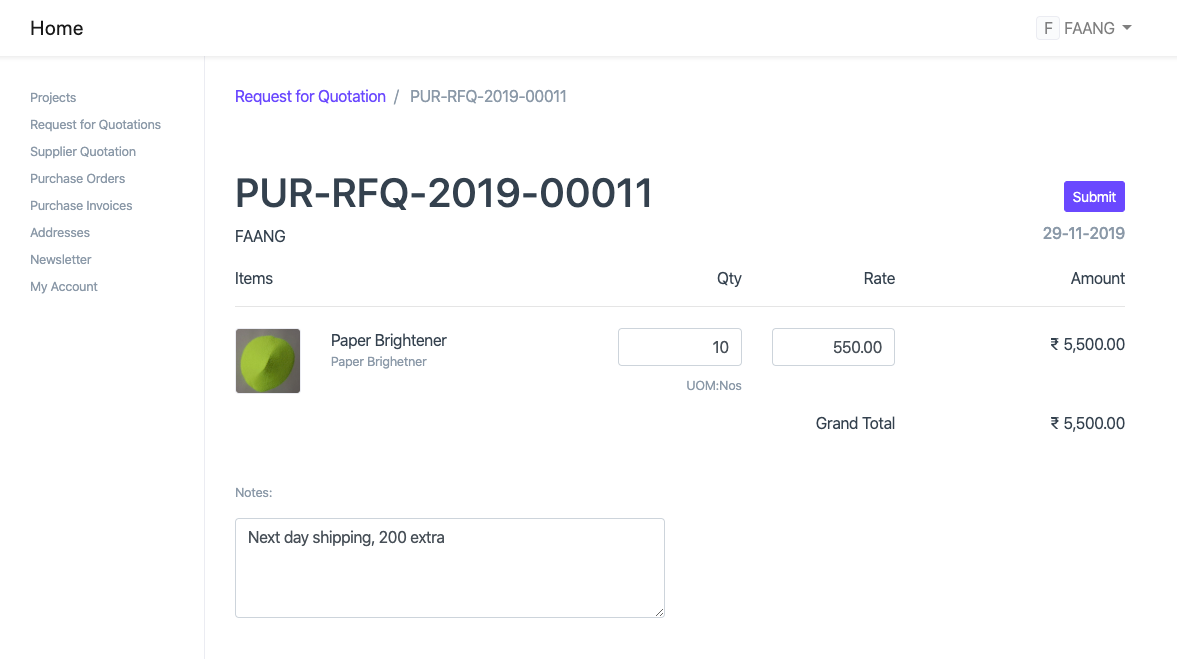 Home
F FAANG
Projects
Request for Quotations
Supplier Quotation
Purchase Orders
Purchase Invoices
Addresses
Newsletter
My Account
Request for Quotation / PUR-RFQ-2019-00011
PUR-RFQ-2019-00011
Submit
FAANG
29-11-2019
Items Qty Rate Amount
Paper Brightener 10 550.00 ₹ 5,500.00
Paper Brighetner
UOM:Nos
Grand Total ₹ 5,500.00
Notes:
Next day shipping, 200 extra